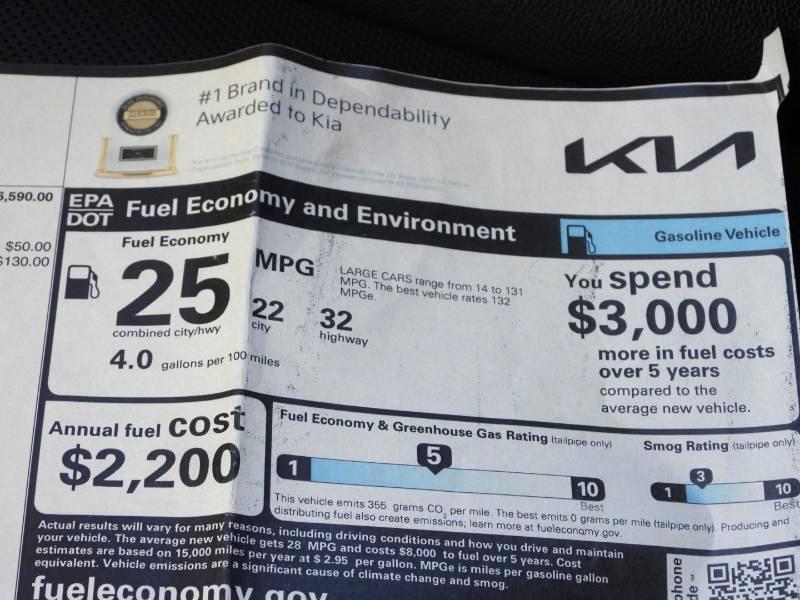 #1 Brand in Dependability
Awarded to Kia
KIA
6,590.00
$50.00
$130.00
EPA
DOT
Fuel Economy and Environment
Gasoline Vehicle
Fuel Economy
25
MPG
combined city/hwy
22
city
32
highway
4.0 gallons per 100 miles
LARGE CARS range from 14 to 131
MPG. The best vehicle rates 132
MPGe.
You spend
$3,000
more in fuel costs
over 5 years
compared to the
average new vehicle.
Annual fuel cost
$2,200
Fuel Economy & Greenhouse Gas Rating (tailpipe only)
1
5
10
Best
Smog Rating (tailpipe only)
1
3
10
Best
This vehicle emits 355 grams CO2 per mile. The best emits 0 grams per mile (tailpipe only). Producing and
distributing fuel also create emissions; learn more at fueleconomy.gov.
Actual results will vary for many reasons, including driving conditions and how you drive and maintain
your vehicle. The average new vehicle gets 28 MPG and costs $8,000 to fuel over 5 years. Cost
estimates are based on 15,000 miles per year at $ 2.95 per gallon. MPGe is miles per gasoline gallon
equivalent. Vehicle emissions are a significant cause of climate change and smog.
fueleconomy.gov